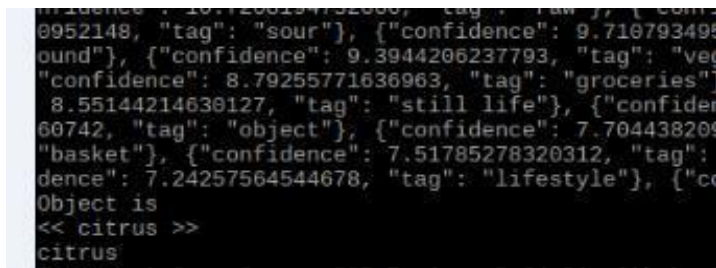 0952148, "tag": "sour"}, {"confidence": 9.71079349
ound"}, {"confidence": 9.3944206237793, "tag": "veg
"confidence": 8.79255771636963, "tag": "groceries"}
8.55144214630127, "tag": "still life"}, {"confiden
60742, "tag": "object"}, {"confidence": 7.704438209
"basket"}, {"confidence": 7.51785278320312, "tag":
dence": 7.24257564544678, "tag": "lifestyle"}, {"co
Object is
<< citrus >>
citrus